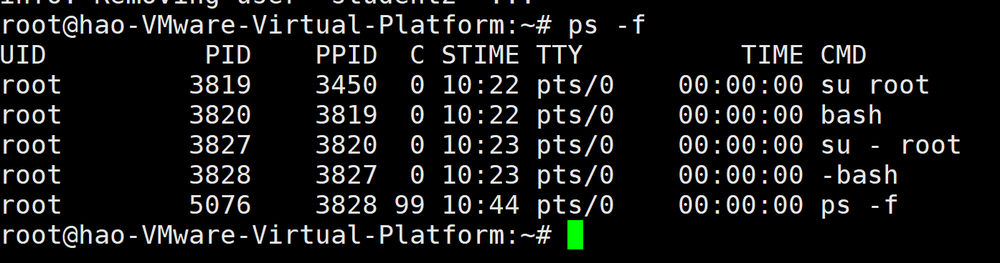 info: Removing user `student2' ...
root@hao-VMware-Virtual-Platform:~# ps -f
UID          PID    PPID  C STIME TTY          TIME CMD
root        3819    3450  0 10:22 pts/0    00:00:00 su root
root        3820    3819  0 10:22 pts/0    00:00:00 bash
root        3827    3820  0 10:23 pts/0    00:00:00 su - root
root        3828    3827  0 10:23 pts/0    00:00:00 -bash
root        5076    3828 99 10:44 pts/0    00:00:00 ps -f
root@hao-VMware-Virtual-Platform:~#